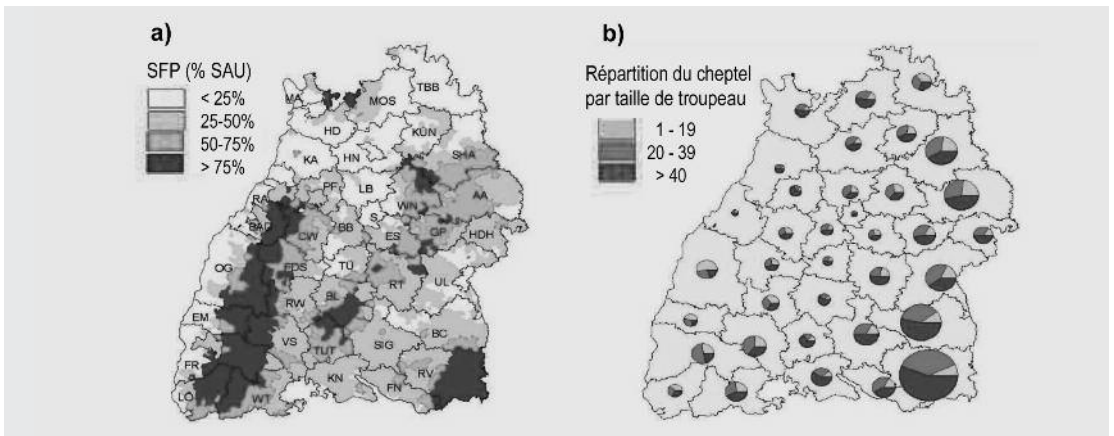 a)
SFP (% SAU)
< 25%
25-50%
50-75%
> 75%
MA
MOS
TBB
HD
KÜN
KA
HN
SHA
PF
LB
RA
WN
AA
BAD
S
CW
BB
ES
GP
HDH
OG
FDS
TÜ
RT
UL
RW
BL
EM
VS
TUT
SIG
BC
FR
KN
RV
LÖ
WT
FN
b)
Répartition du cheptel
par taille de troupeau
1 - 19
20 - 39
> 40